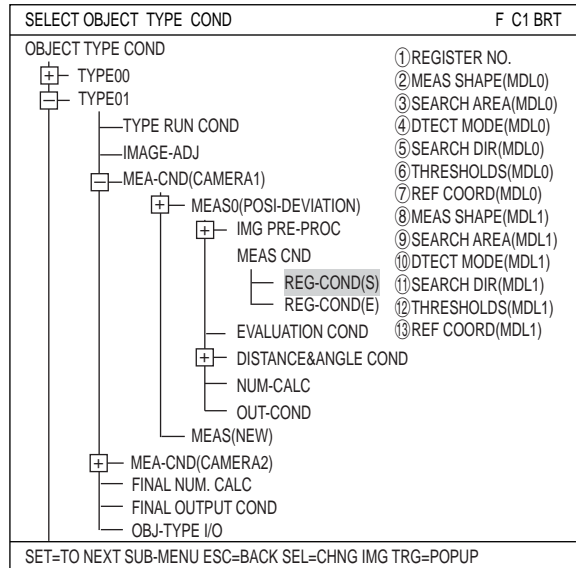 SELECT OBJECT TYPE COND F C1 BRT
OBJECT TYPE COND
+ TYPE00
- TYPE01
TYPE RUN COND
IMAGE-ADJ
- MEA-CND(CAMERA1)
+ MEAS0(POSI-DEVIATION)
+ IMG PRE-PROC
MEAS CND
REG-COND(S)
REG-COND(E)
EVALUATION COND
+ DISTANCE&ANGLE COND
NUM-CALC
OUT-COND
MEAS(NEW)
+ MEA-CND(CAMERA2)
FINAL NUM. CALC
FINAL OUTPUT COND
OBJ-TYPE I/O
①REGISTER NO.
②MEAS SHAPE(MDL0)
③SEARCH AREA(MDL0)
④DTECT MODE(MDL0)
⑤SEARCH DIR(MDL0)
⑥THRESHOLDS(MDL0)
⑦REF COORD(MDL0)
⑧MEAS SHAPE(MDL1)
⑨SEARCH AREA(MDL1)
⑩DTECT MODE(MDL1)
⑪SEARCH DIR(MDL1)
⑫THRESHOLDS(MDL1)
⑬REF COORD(MDL1)
SET=TO NEXT SUB-MENU ESC=BACK SEL=CHNG IMG TRG=POPUP